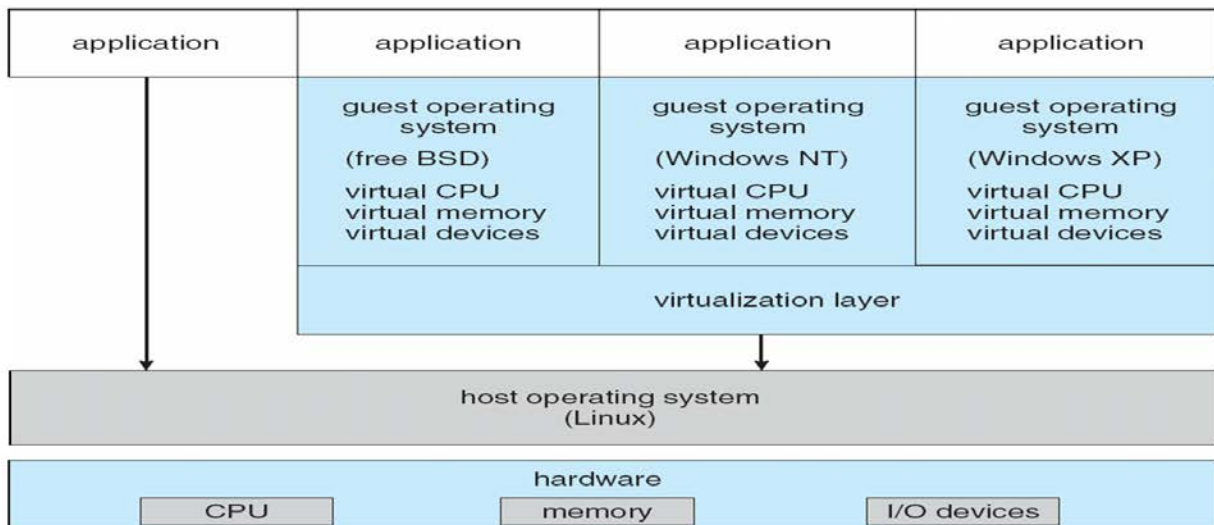 application
application
application
application
guest operating
system
(free BSD)
virtual CPU
virtual memory
virtual devices
guest operating
system
(Windows NT)
virtual CPU
virtual memory
virtual devices
guest operating
system
(Windows XP)
virtual CPU
virtual memory
virtual devices
virtualization layer
host operating system
(Linux)
hardware
CPU
memory
I/O devices